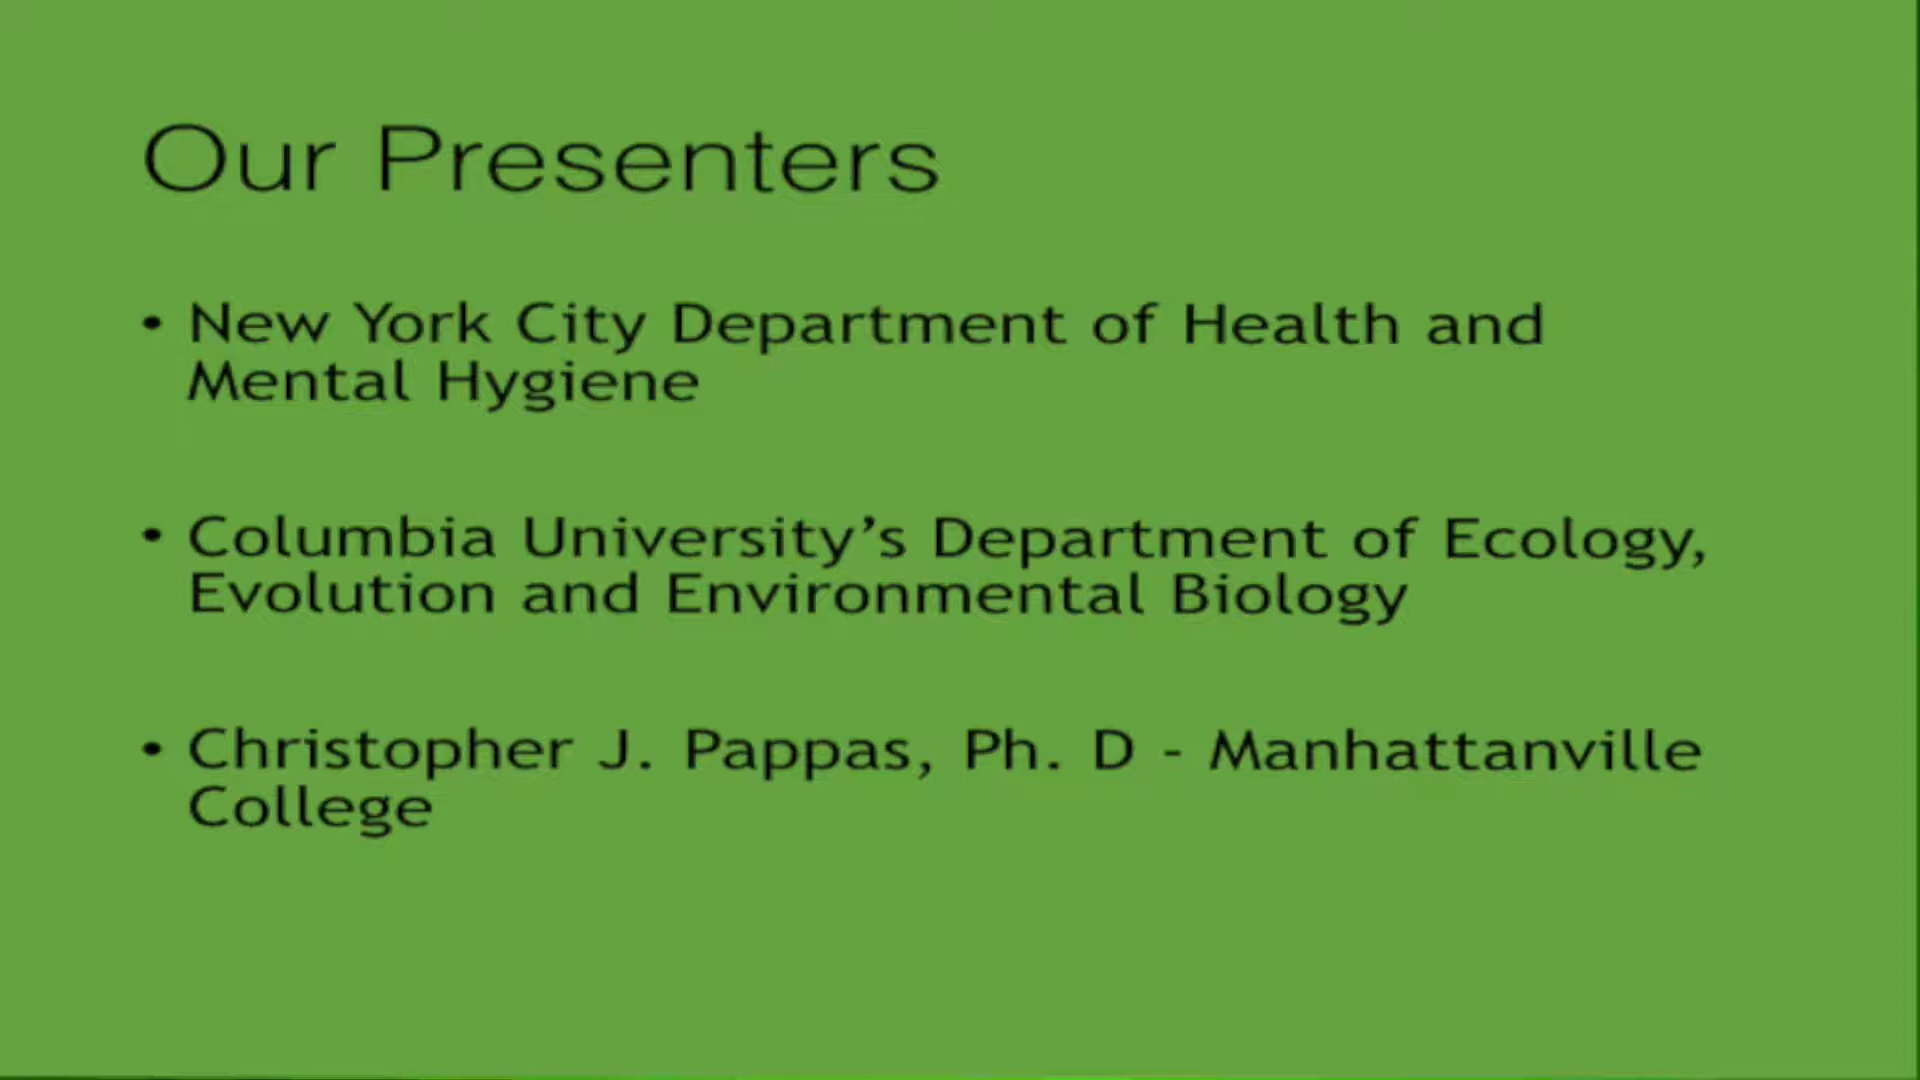 Our Presenters
• New York City Department of Health and
Mental Hygiene
• Columbia University’s Department of Ecology,
Evolution and Environmental Biology
• Christopher J. Pappas, Ph. D - Manhattanville
College